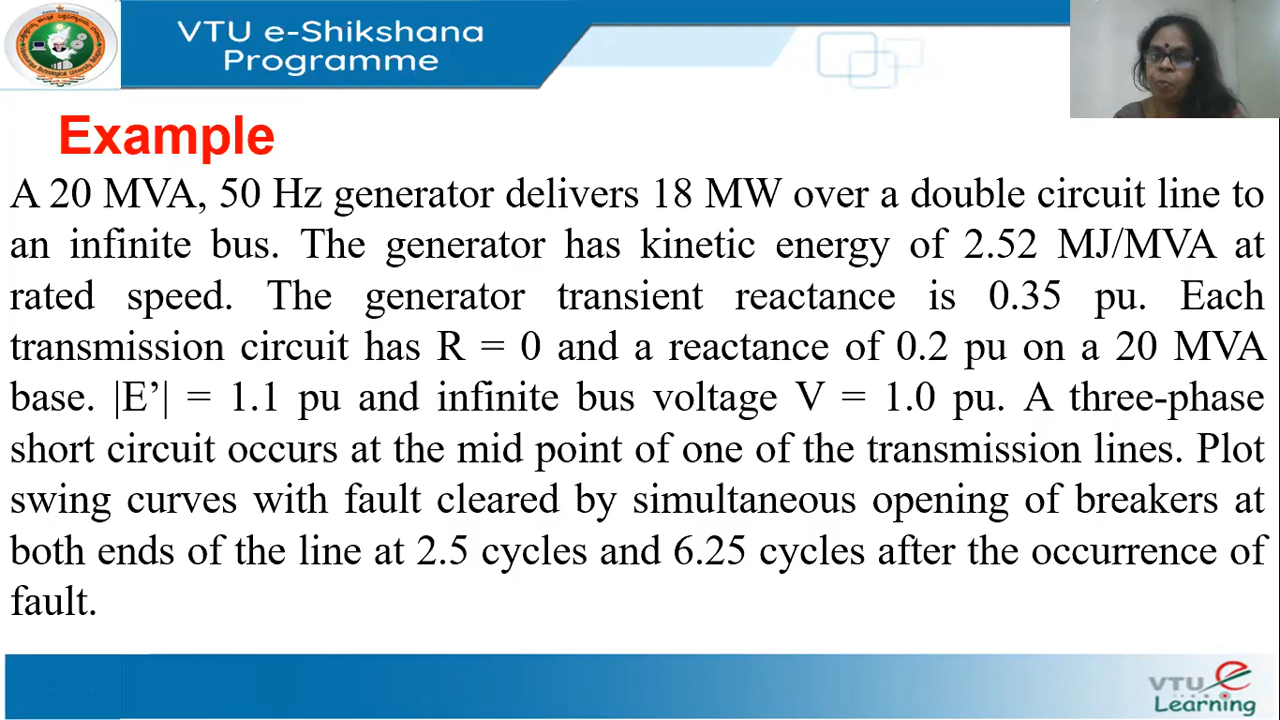 VTU e-Shikshana
Programme
Example
A 20 MVA, 50 Hz generator delivers 18 MW over a double circuit line to
an infinite bus. The generator has kinetic energy of 2.52 MJ/MVA at
rated speed. The generator transient reactance is 0.35 pu. Each
transmission circuit has R = 0 and a reactance of 0.2 pu on a 20 MVA
base. |E’| = 1.1 pu and infinite bus voltage V = 1.0 pu. A three-phase
short circuit occurs at the mid point of one of the transmission lines. Plot
swing curves with fault cleared by simultaneous opening of breakers at
both ends of the line at 2.5 cycles and 6.25 cycles after the occurrence of
fault.
VTU e
Learning